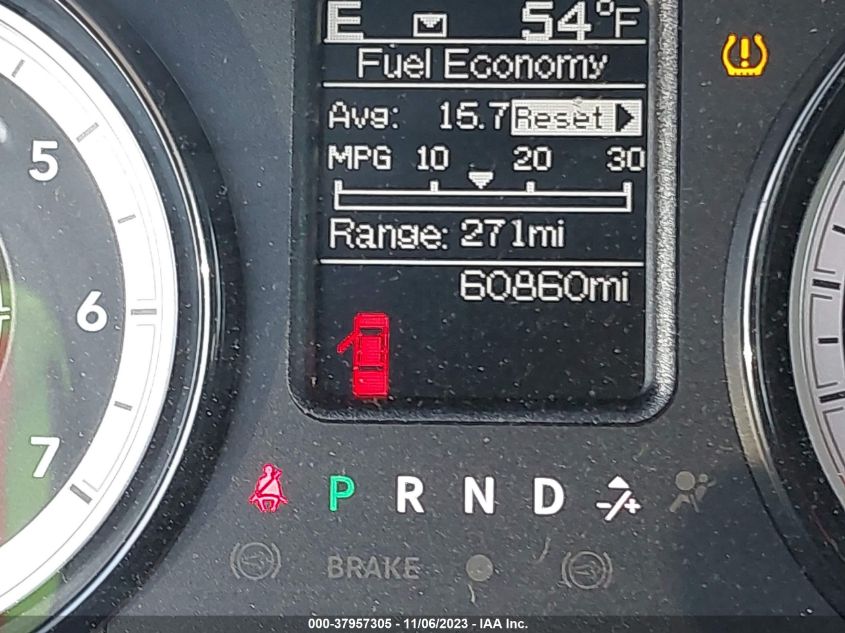 E 54°F
Fuel Economy
Avg: 15.7 Reset
MPG 10 20 30
Range: 271mi
60860mi
5
6
7
P R N D
BRAKE
000-37957305 - 11/06/2023 - IAA Inc.